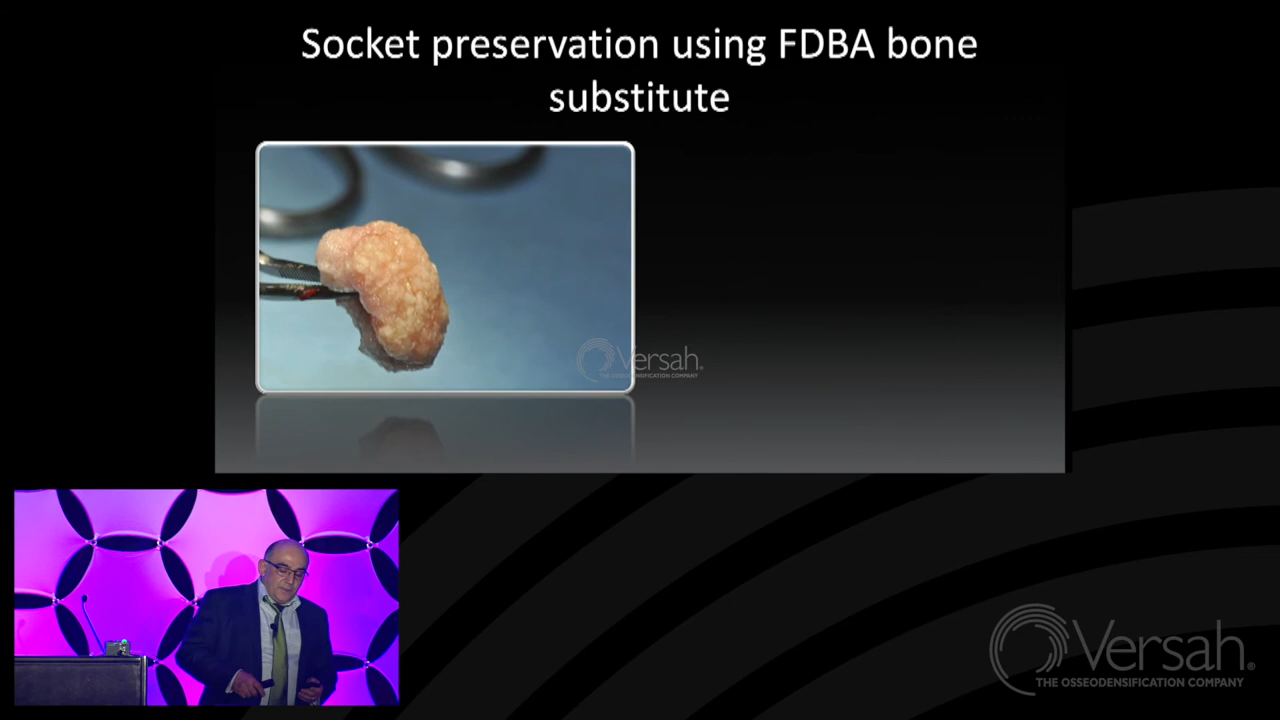 Socket preservation using FDBA bone
substitute
Versah
THE OSSEODENSIFICATION COMPANY
Versah®
THE OSSEODENSIFICATION COMPANY